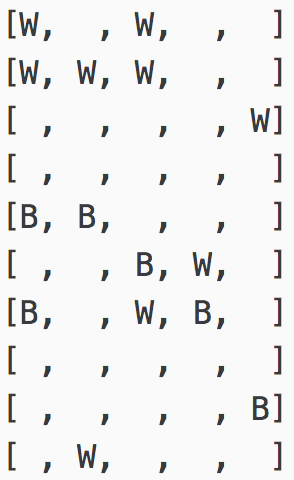 [W,  , W,  ,  ]
[W, W, W,  ,  ]
[ ,  ,  ,  , W]
[ ,  ,  ,  ,  ]
[B, B,  ,  ,  ]
[ ,  , B, W,  ]
[B,  , W, B,  ]
[ ,  ,  ,  ,  ]
[ ,  ,  ,  , B]
[ , W,  ,  ,  ]